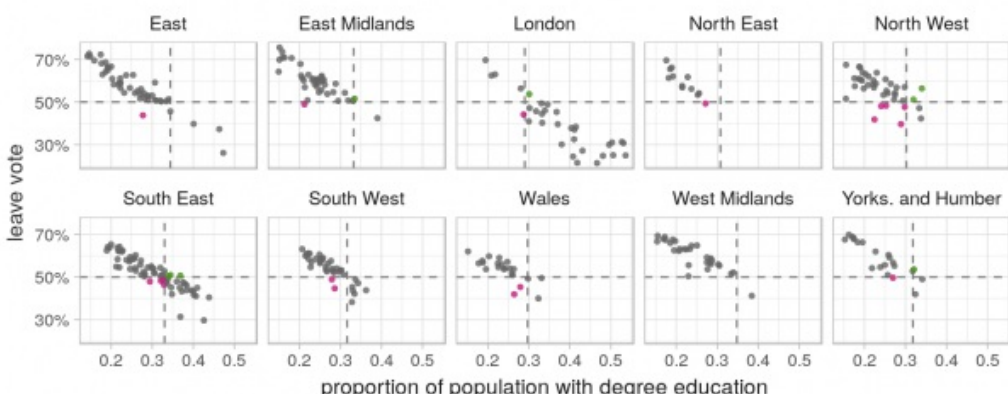 East East Midlands London North East North West
70%
50%
30%
leave vote
South East South West Wales West Midlands Yorks. and Humber
70%
50%
30%
0.2 0.3 0.4 0.5 0.2 0.3 0.4 0.5 0.2 0.3 0.4 0.5 0.2 0.3 0.4 0.5 0.2 0.3 0.4 0.5
proportion of population with degree education